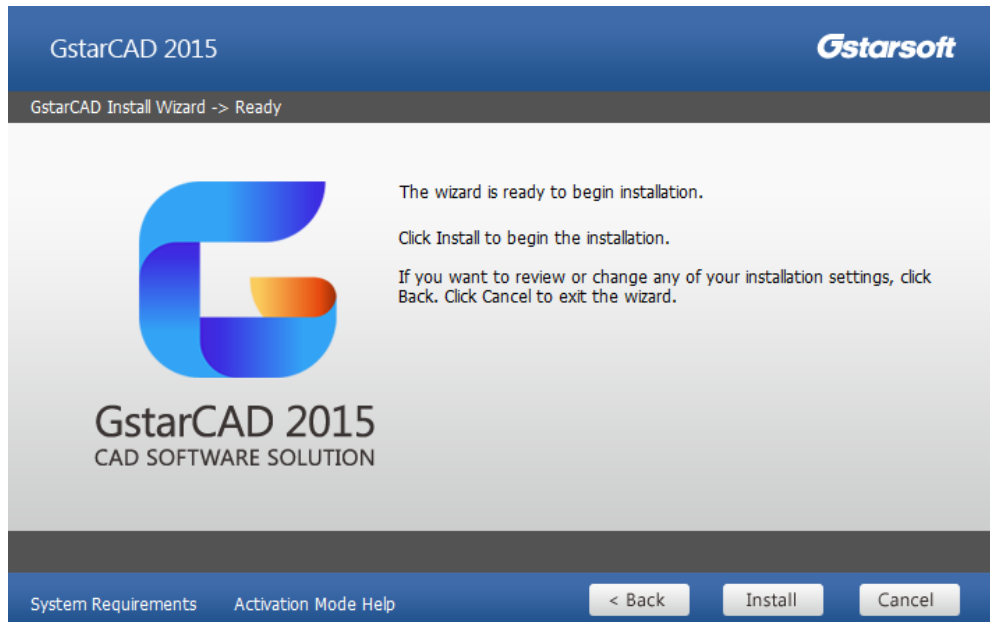 GstarCAD 2015
Gstarsoft
GstarCAD Install Wizard -> Ready
The wizard is ready to begin installation.
Click Install to begin the installation.
If you want to review or change any of your installation settings, click
Back. Click Cancel to exit the wizard.
GstarCAD 2015
CAD SOFTWARE SOLUTION
System Requirements
Activation Mode Help
< Back
Install
Cancel